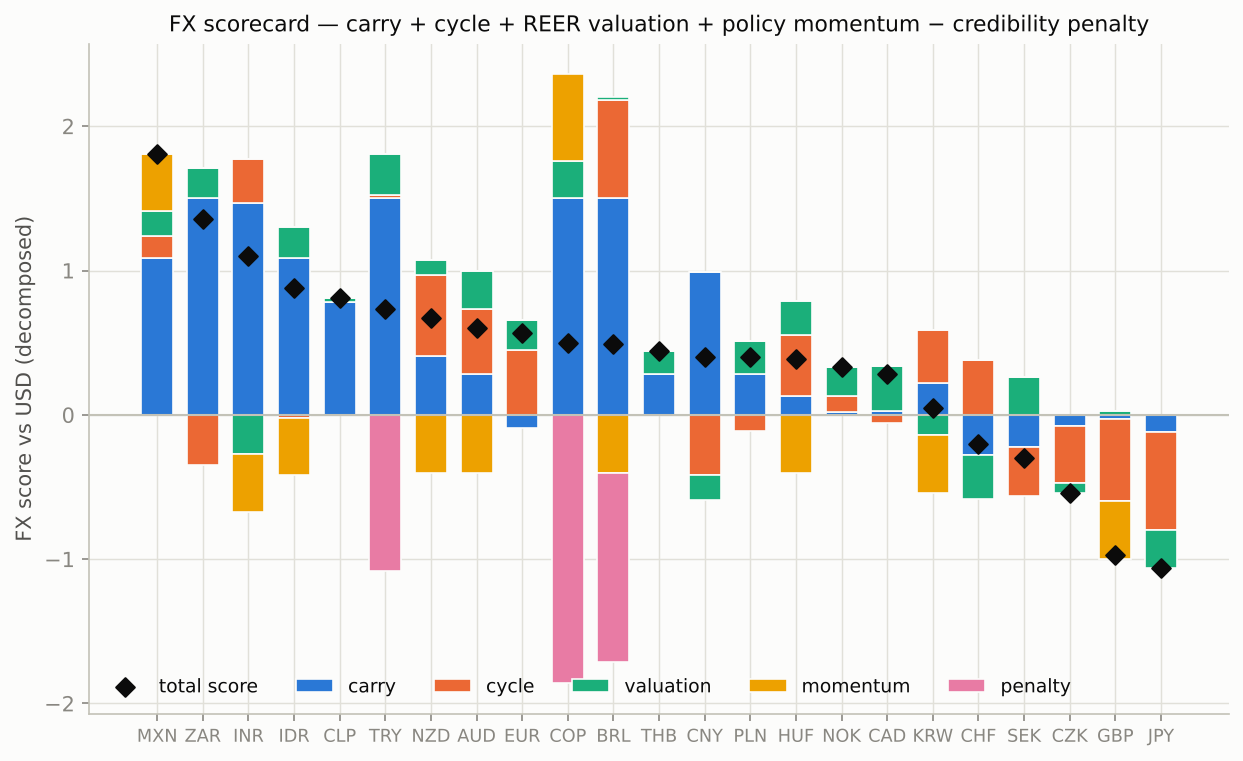 FX scorecard — carry + cycle + REER valuation + policy momentum − credibility penalty
FX score vs USD (decomposed)
2
1
0
−1
−2
total score carry cycle valuation momentum penalty
MXN ZAR INR IDR CLP TRY NZD AUD EUR COP BRL THB CNY PLN HUF NOK CAD KRW CHF SEK CZK GBP JPY